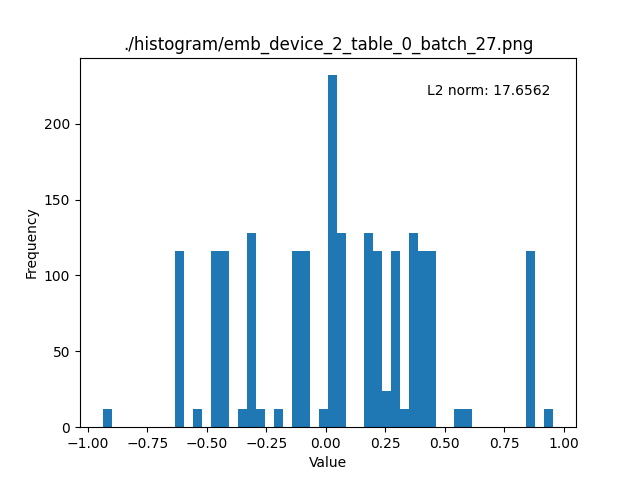 ./histogram/emb_device_2_table_0_batch_27.png
L2 norm: 17.6562
200
150
100
50
0
Frequency
−1.00 −0.75 −0.50 −0.25 0.00 0.25 0.50 0.75 1.00
Value